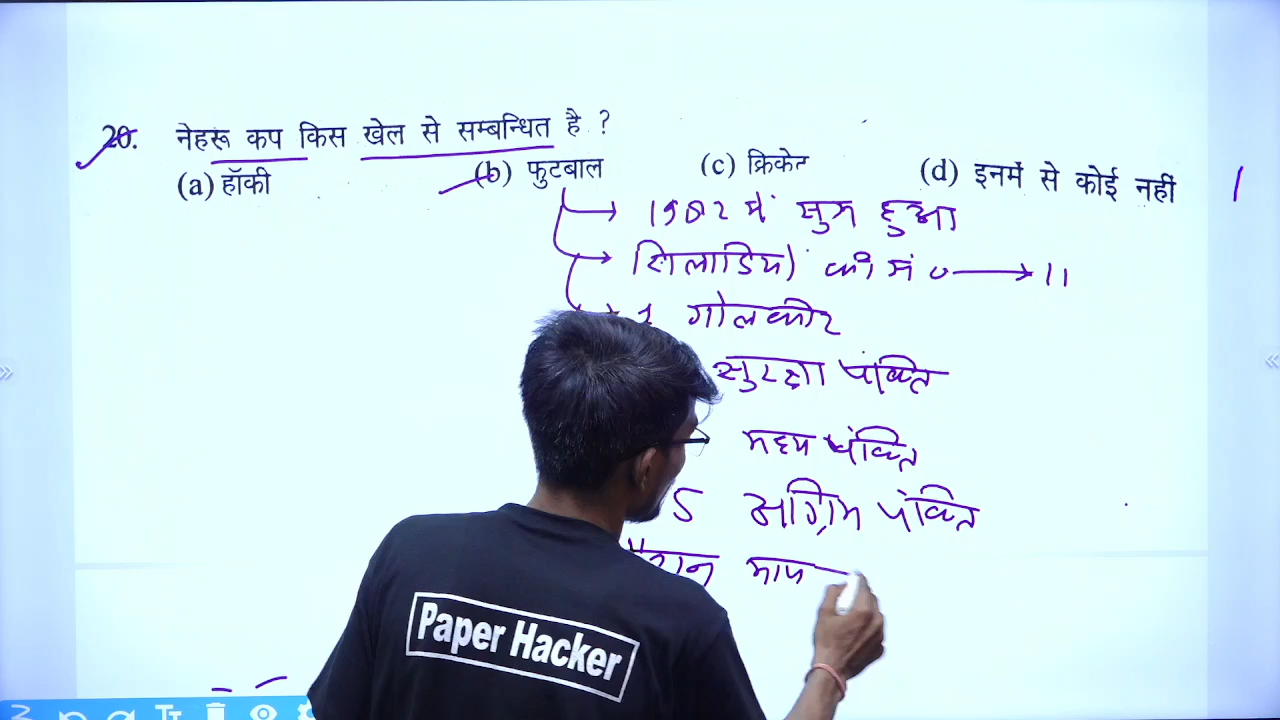 20. नेहरू कप किस खेल से सम्बन्धित है ?
(a) हॉकी (b) फुटबाल (c) क्रिकेट (d) इनमें से कोई नहीं
1982 में सुरू हुआ
खिलाडियों की सं० → 11
1 गोलकीर
सुरक्षा पंक्ति
मध्य पंक्ति
5 अग्रिम पंक्ति
माप
Paper Hacker